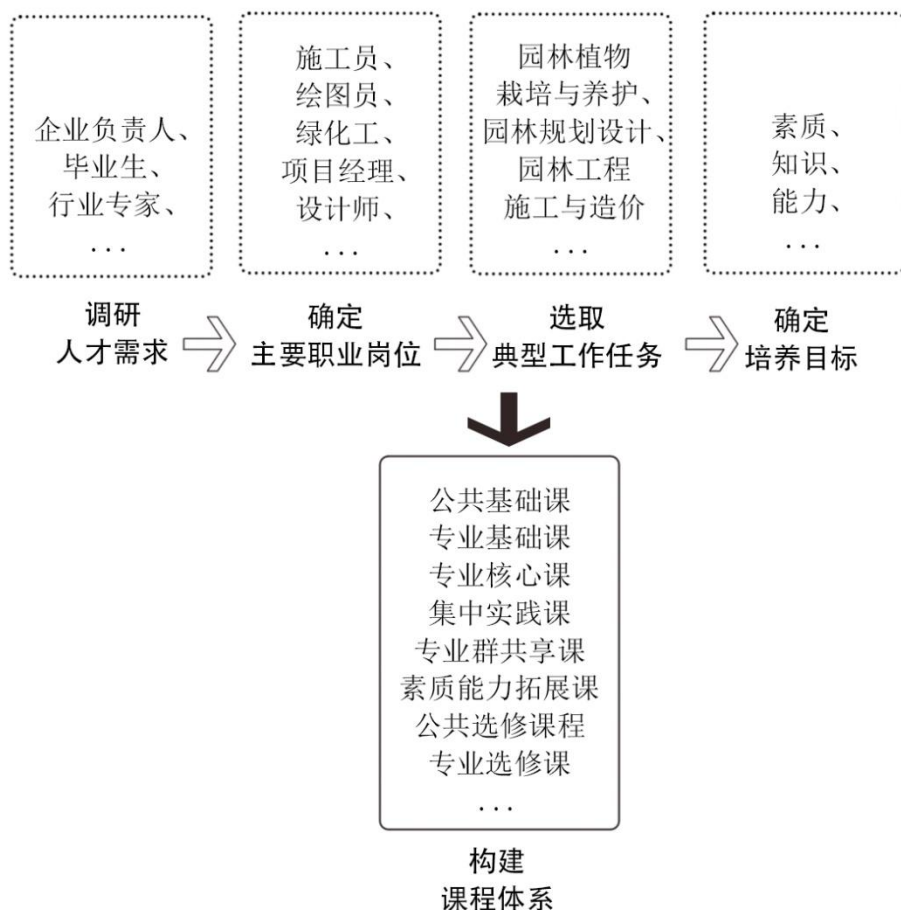 企业负责人、
毕业生、
行业专家、
...
施工员、
绘图员、
绿化工、
项目经理、
设计师、
...
园林植物
栽培与养护、
园林规划设计、
园林工程
施工与造价
...
素质、
知识、
能力、
...
调研
人才需求
确定
主要职业岗位
选取
典型工作任务
确定
培养目标
公共基础课
专业基础课
专业核心课
集中实践课
专业群共享课
素质能力拓展课
公共选修课程
专业选修课
...
构建
课程体系